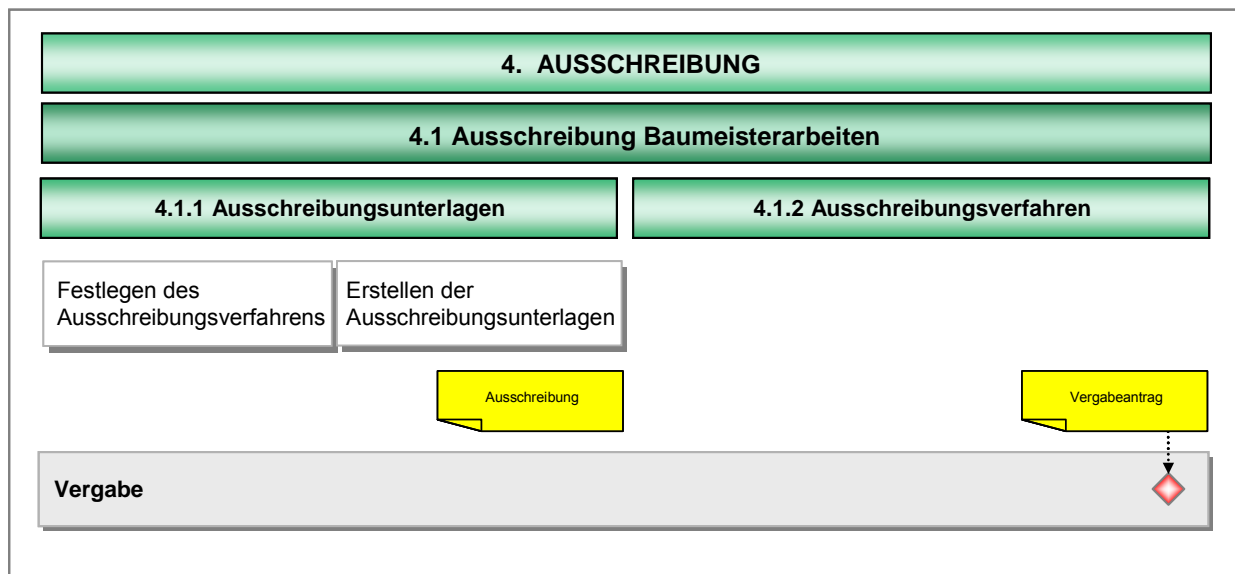 4. AUSSCHREIBUNG
4.1 Ausschreibung Baumeisterarbeiten
4.1.1 Ausschreibungsunterlagen
4.1.2 Ausschreibungsverfahren
Festlegen des
Ausschreibungsverfahrens
Erstellen der
Ausschreibungsunterlagen
Ausschreibung
Vergabeantrag
Vergabe